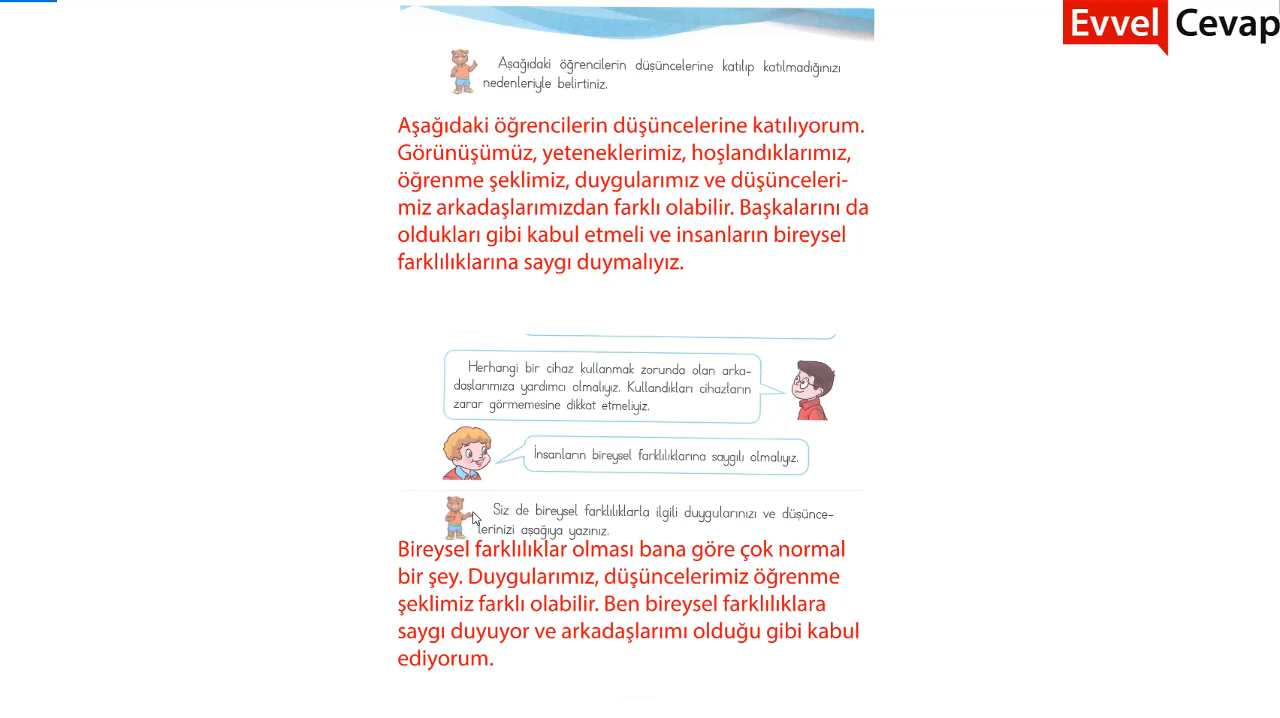 Evvel Cevap
Aşağıdaki öğrencilerin düşüncelerine katılıp katılmadığınızı
nedenleriyle belirtiniz.
Aşağıdaki öğrencilerin düşüncelerine katılıyorum.
Görünüşümüz, yeteneklerimiz, hoşlandıklarımız,
öğrenme şeklimiz, duygularımız ve düşünceleri-
miz arkadaşlarımızdan farklı olabilir. Başkalarını da
oldukları gibi kabul etmeli ve insanların bireysel
farklılıklarına saygı duymalıyız.
Herhangi bir cihaz kullanmak zorunda olan arka-
daşlarımıza yardımcı olmalıyız. Kullandıkları cihazların
zarar görmemesine dikkat etmeliyiz.
İnsanların bireysel farklılıklarına saygılı olmalıyız.
Siz de bireysel farklılıklarla ilgili duygularınızı ve düşünce-
lerinizi aşağıya yazınız.
Bireysel farklılıklar olması bana göre çok normal
bir şey. Duygularımız, düşüncelerimiz öğrenme
şeklimiz farklı olabilir. Ben bireysel farklılıklara
saygı duyuyor ve arkadaşlarımı olduğu gibi kabul
ediyorum.